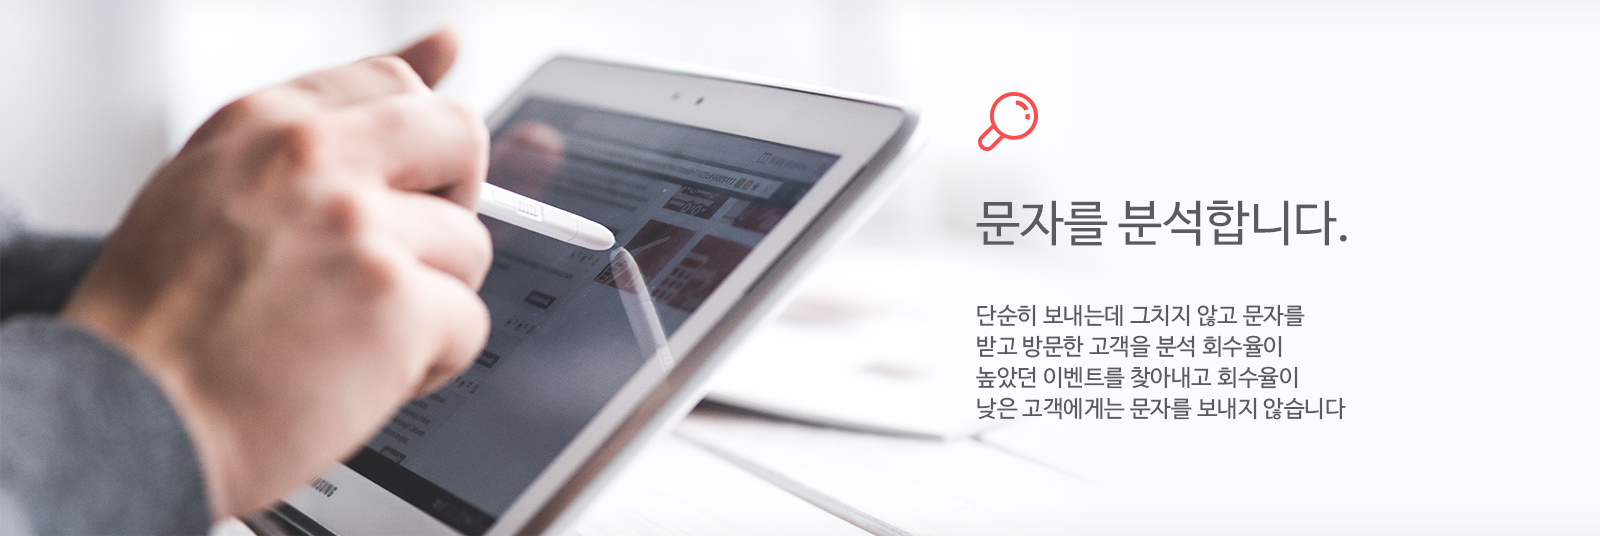 문자를 분석합니다.
단순히 보내는데 그치지 않고 문자를
받고 방문한 고객을 분석 회수율이
높았던 이벤트를 찾아내고 회수율이
낮은 고객에게는 문자를 보내지 않습니다